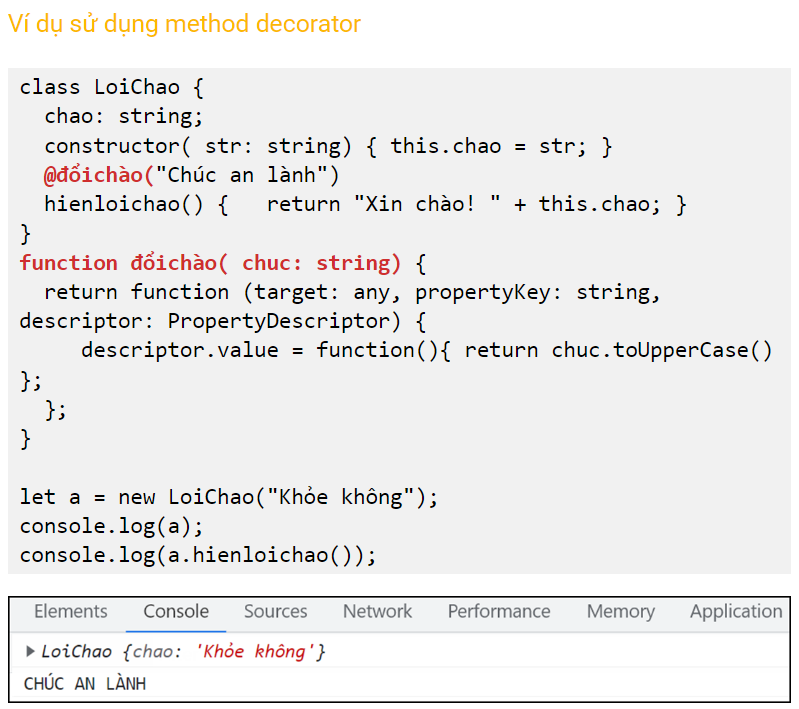 Ví dụ sử dụng method decorator
class LoiChao {
  chao: string;
  constructor( str: string) { this.chao = str; }
  @đổichào("Chúc an lành")
  hienloichao() {   return "Xin chào! " + this.chao; }
}
function đổichào( chuc: string) {
  return function (target: any, propertyKey: string,
descriptor: PropertyDescriptor) {
     descriptor.value = function(){ return chuc.toUpperCase()
};
  };
}
let a = new LoiChao("Khỏe không");
console.log(a);
console.log(a.hienloichao());
Elements Console Sources Network Performance Memory Application
LoiChao {chao: 'Khỏe không'}
CHÚC AN LÀNH